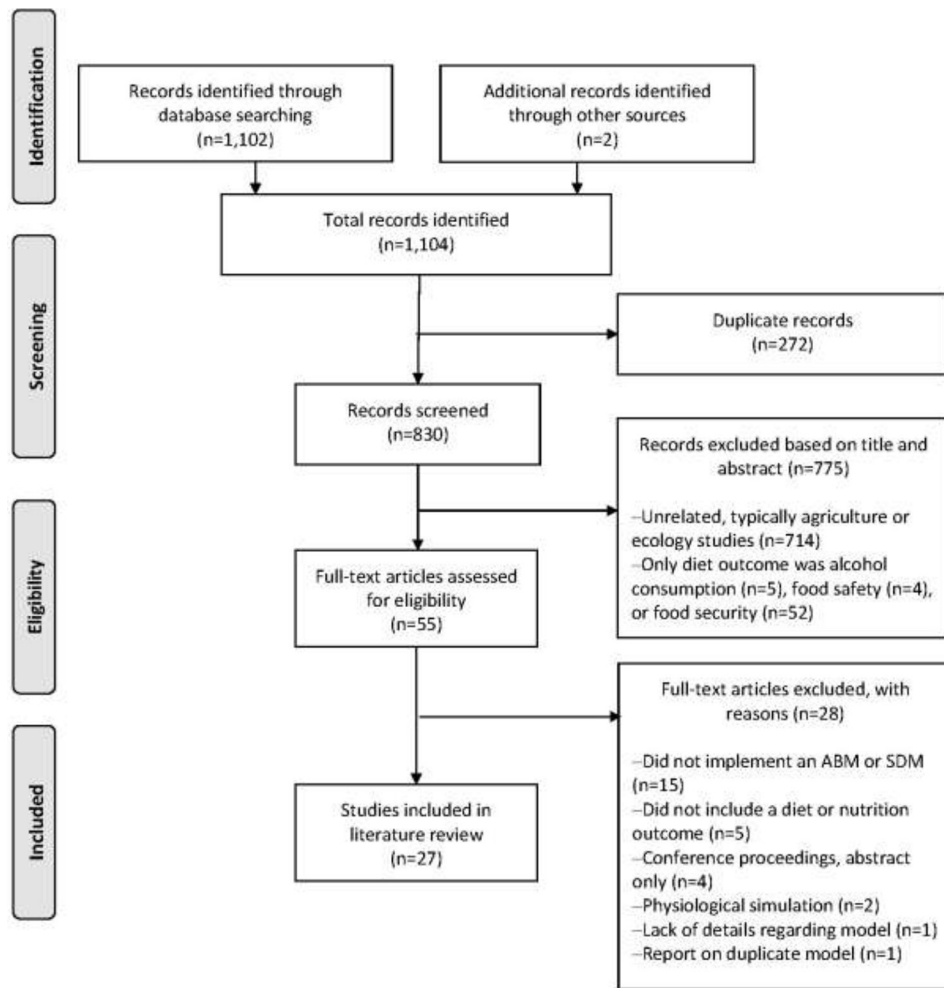 Identification
Records identified through
database searching
(n=1,102)
Additional records identified
through other sources
(n=2)
Total records identified
(n=1,104)
Screening
Duplicate records
(n=272)
Records screened
(n=830)
Records excluded based on title and
abstract (n=775)
–Unrelated, typically agriculture or
ecology studies (n=714)
–Only diet outcome was alcohol
consumption (n=5), food safety (n=4),
or food security (n=52)
Eligibility
Full-text articles assessed
for eligibility
(n=55)
Full-text articles excluded, with
reasons (n=28)
–Did not implement an ABM or SDM
(n=15)
–Did not include a diet or nutrition
outcome (n=5)
–Conference proceedings, abstract
only (n=4)
–Physiological simulation (n=2)
–Lack of details regarding model (n=1)
–Report on duplicate model (n=1)
Included
Studies included in
literature review
(n=27)